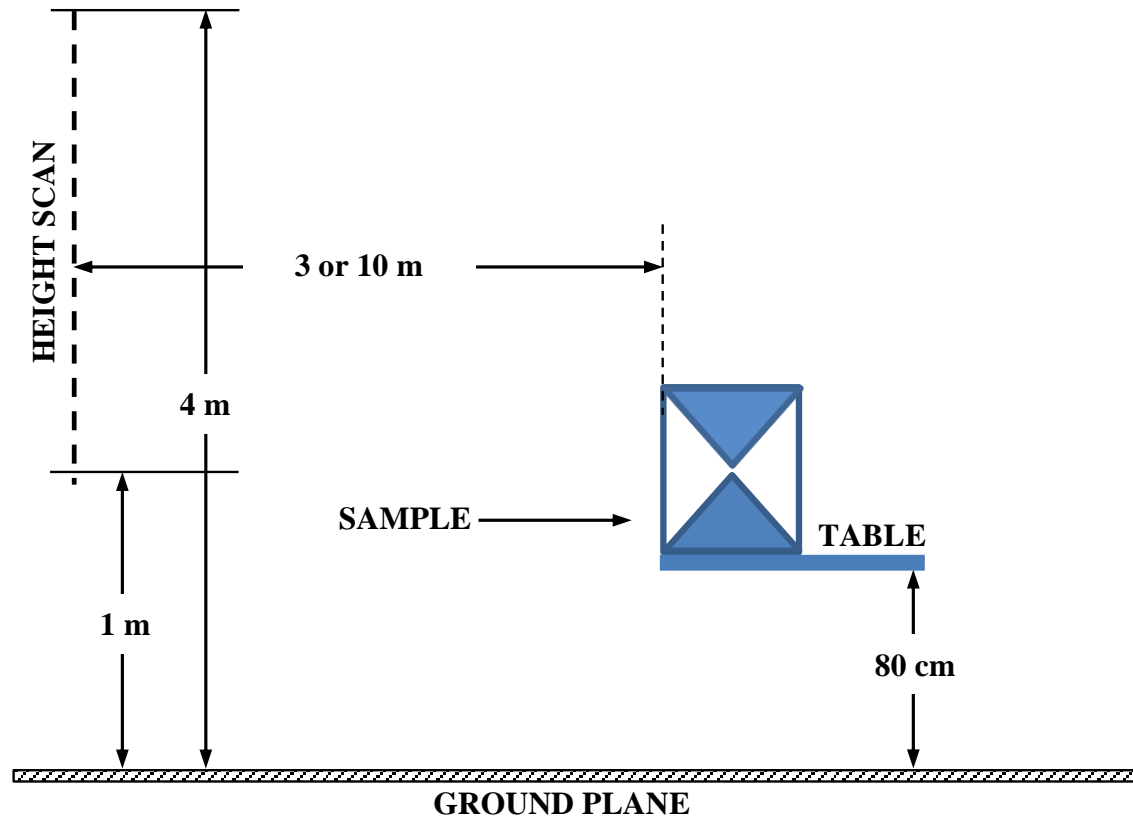 HEIGHT SCAN
3 or 10 m
4 m
SAMPLE
TABLE
1 m
80 cm
GROUND PLANE